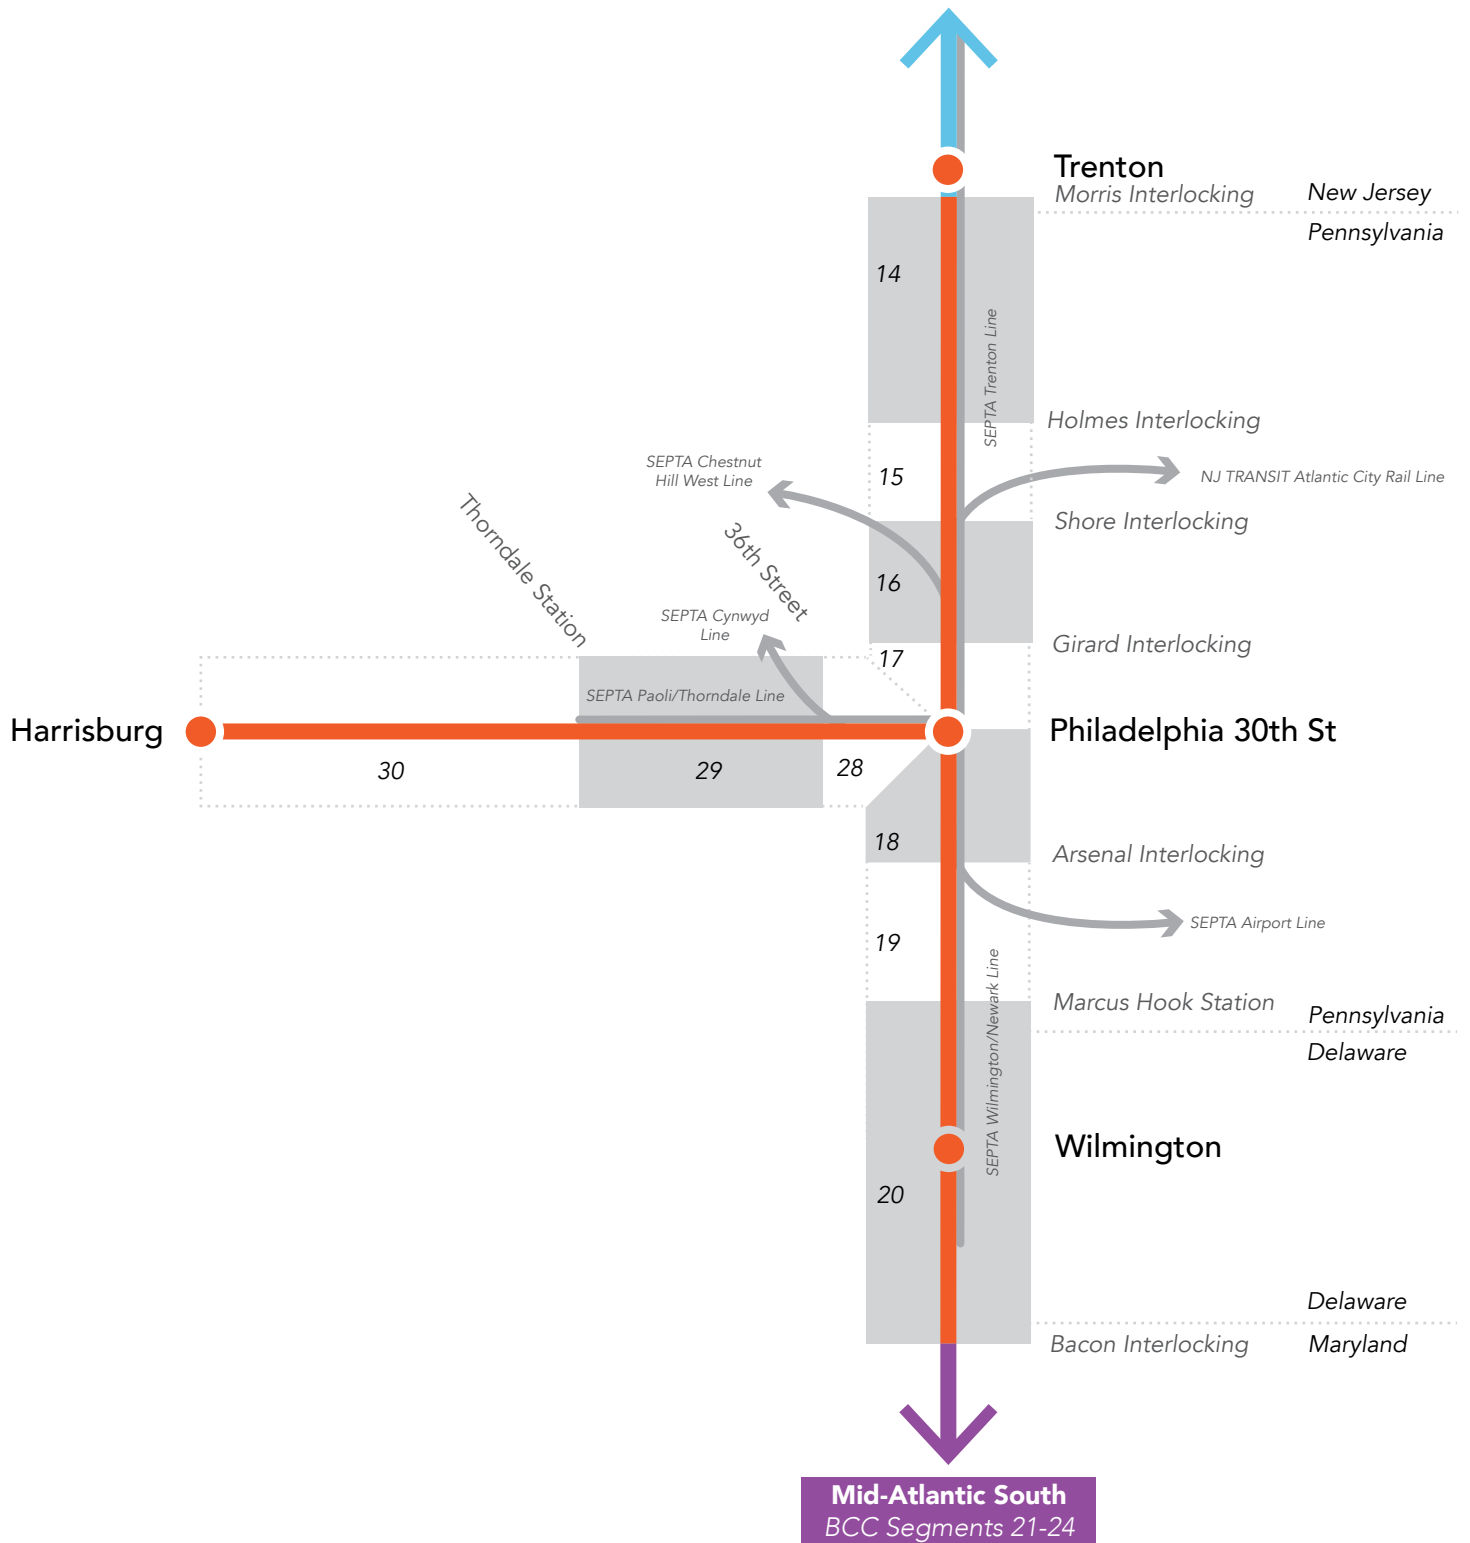 Trenton
Morris Interlocking
New Jersey
Pennsylvania
14
SEPTA Trenton Line
Holmes Interlocking
SEPTA Chestnut
Hill West Line
15
NJ TRANSIT Atlantic City Rail Line
Thorndale Station
36th Street
Shore Interlocking
16
SEPTA Cynwyd
Line
Girard Interlocking
17
SEPTA Paoli/Thorndale Line
Harrisburg
Philadelphia 30th St
30
29
28
18
Arsenal Interlocking
19
SEPTA Airport Line
SEPTA Wilmington/Newark Line
Marcus Hook Station
Pennsylvania
Delaware
Wilmington
20
Delaware
Bacon Interlocking
Maryland
Mid-Atlantic South
BCC Segments 21-24